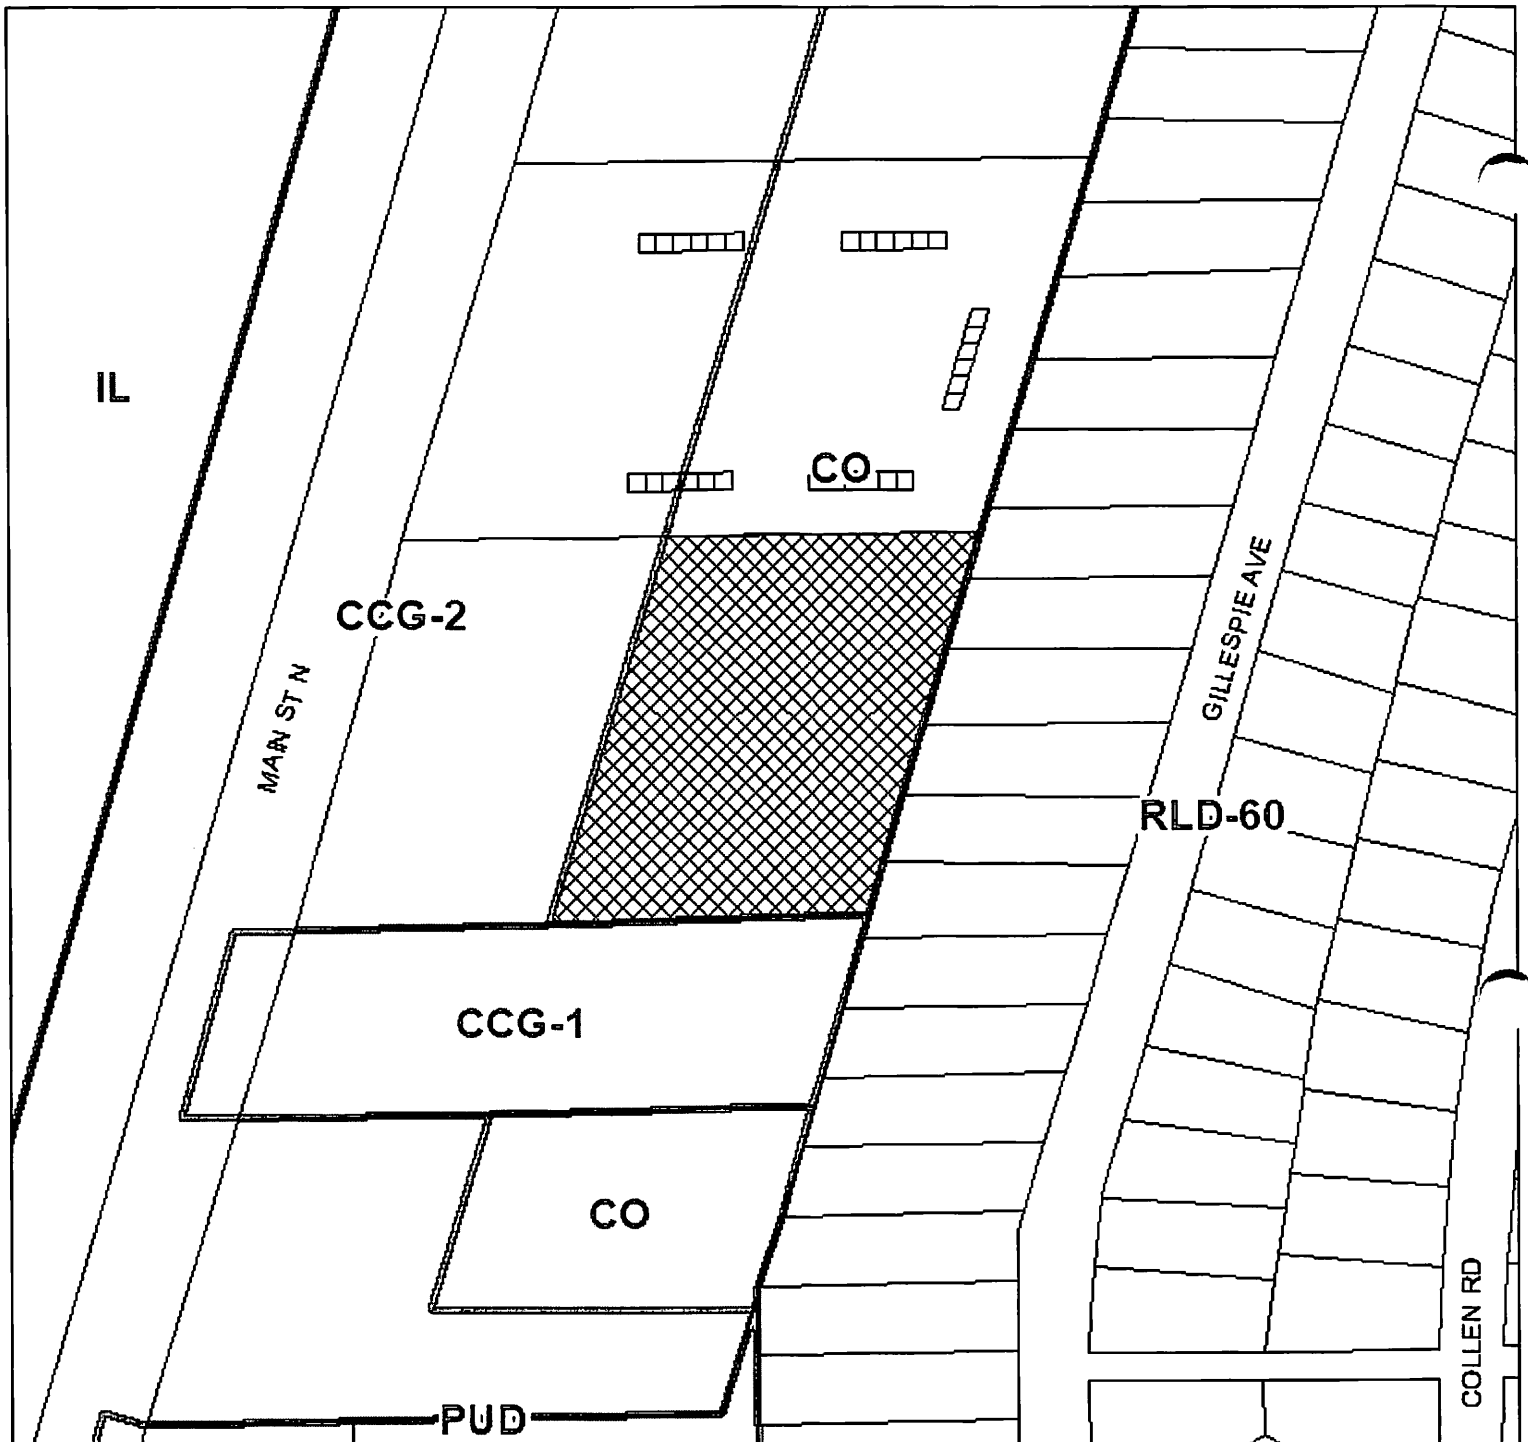 IL
CO
CCG-2
GILLESPIE AVE
MAIN ST N
RLD-60
CCG-1
CO
COLLEN RD
PUD